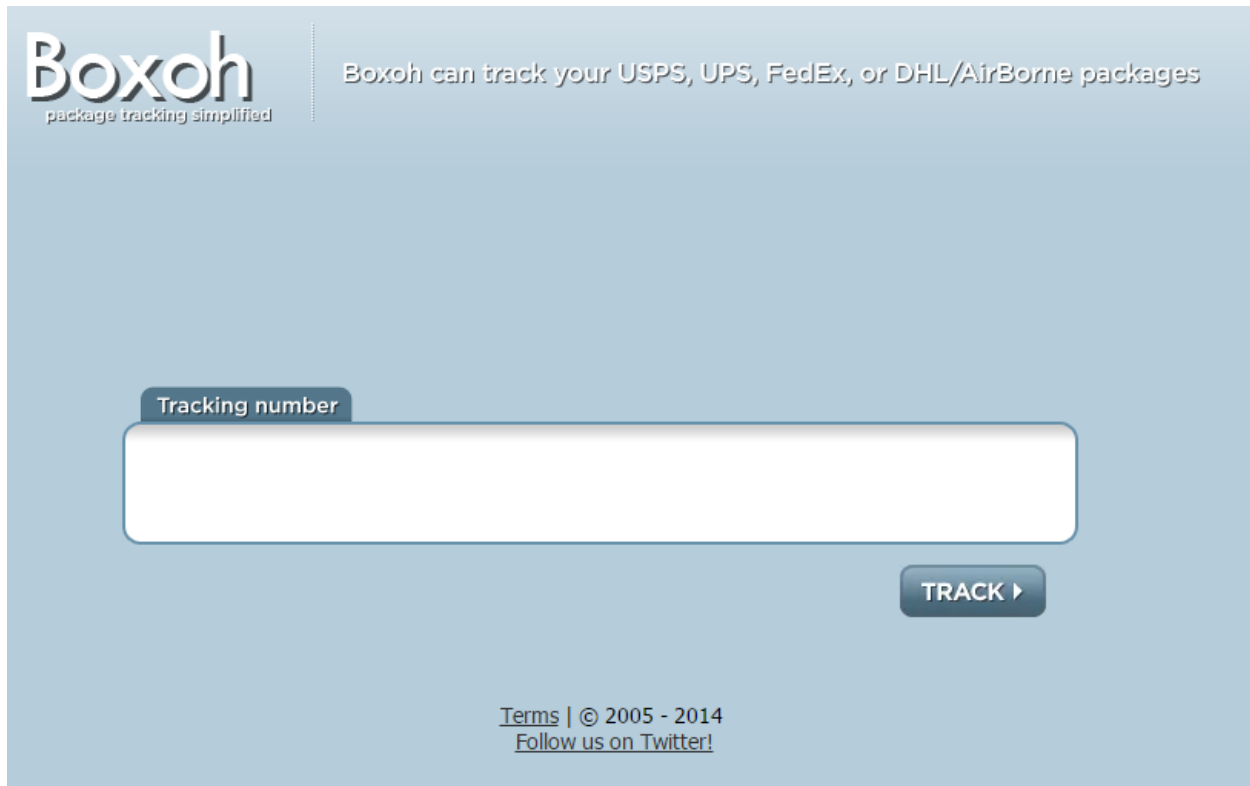 Boxoh
package tracking simplified
Boxoh can track your USPS, UPS, FedEx, or DHL/AirBorne packages
Tracking number
TRACK
Terms | © 2005 - 2014
Follow us on Twitter!